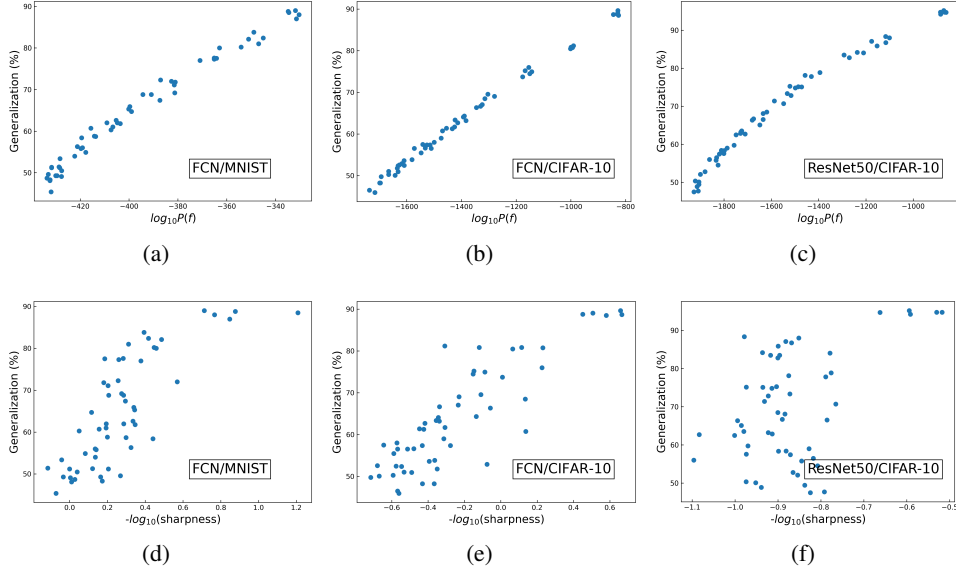 90
80
70
60
50
Generalization (%)
FCN/MNIST
−420 −400 −380 −360 −340
log₁₀P(f)
(a)
90
80
70
60
50
Generalization (%)
FCN/CIFAR-10
−1600 −1400 −1200 −1000 −800
log₁₀P(f)
(b)
90
80
70
60
50
Generalization (%)
ResNet50/CIFAR-10
−1800 −1600 −1400 −1200 −1000
log₁₀P(f)
(c)
90
80
70
60
50
Generalization (%)
FCN/MNIST
0.0 0.2 0.4 0.6 0.8 1.0 1.2
-log₁₀(sharpness)
(d)
90
80
70
60
50
Generalization (%)
FCN/CIFAR-10
−0.6 −0.4 −0.2 0.0 0.2 0.4 0.6
-log₁₀(sharpness)
(e)
90
80
70
60
50
Generalization (%)
ResNet50/CIFAR-10
−1.1 −1.0 −0.9 −0.8 −0.7 −0.6 −0.5
-log₁₀(sharpness)
(f)